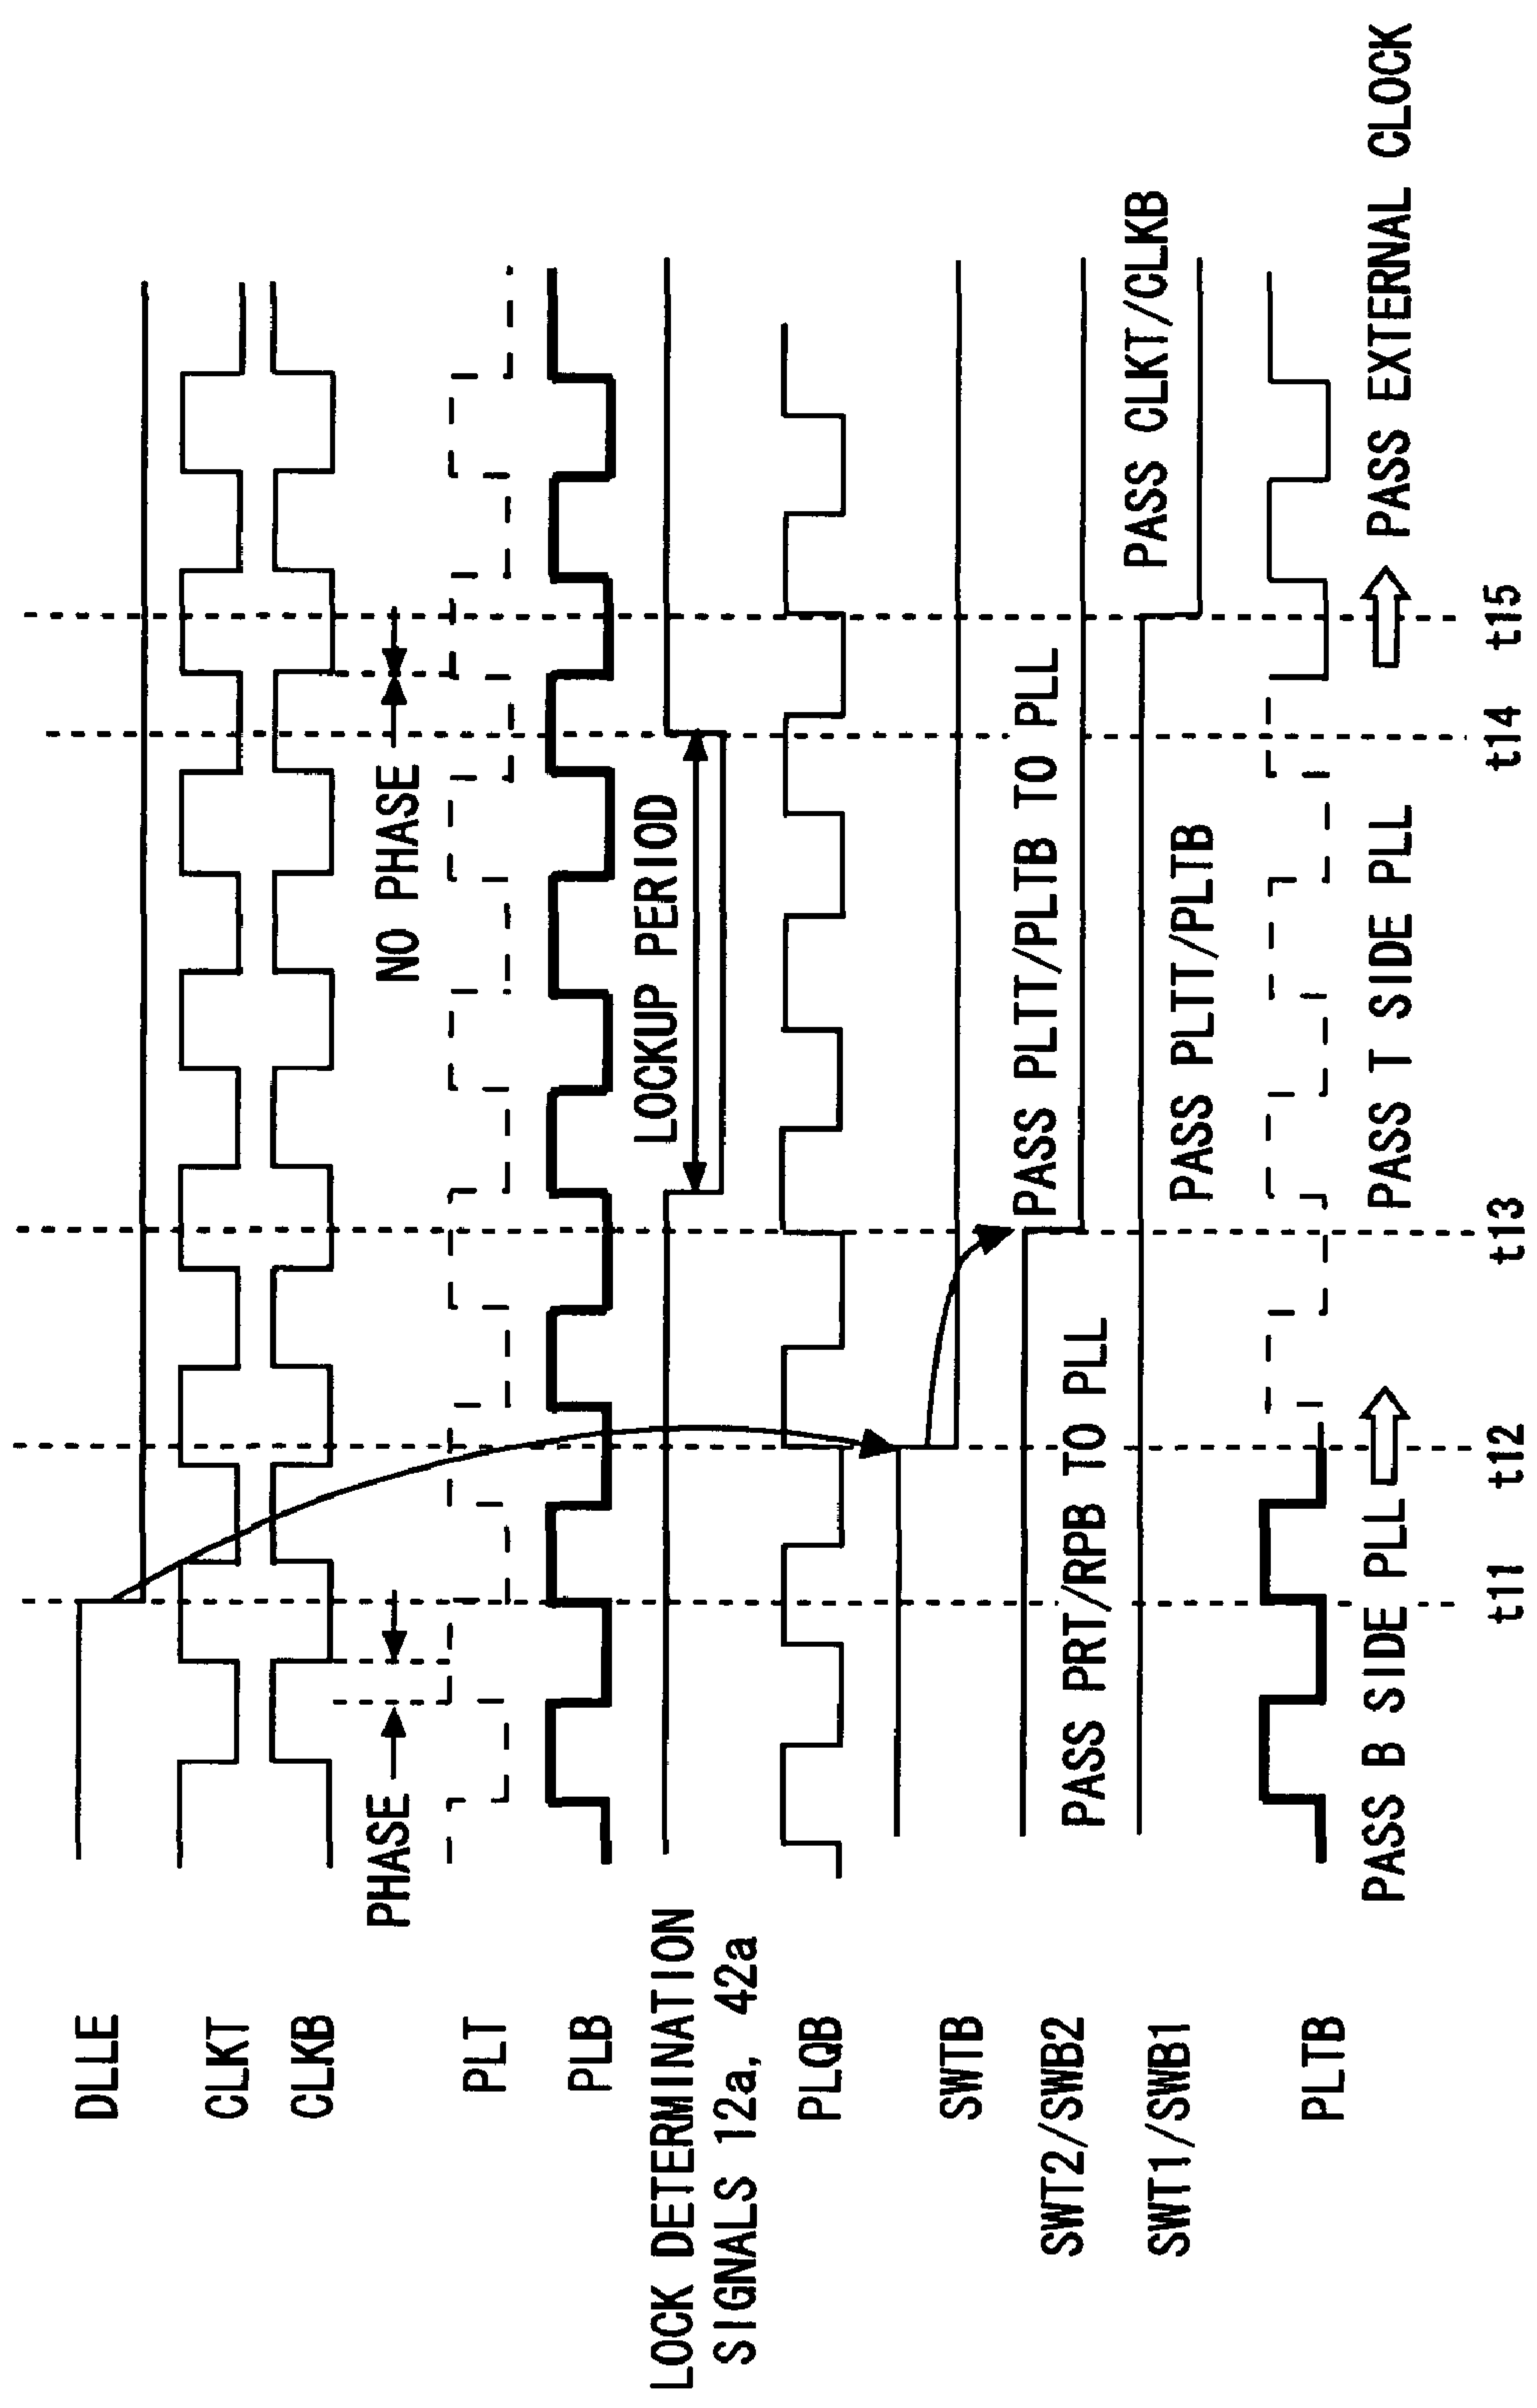 DLLE
CLKT
CLKB
PHASE
NO PHASE
PLT
PLB
LOCK DETERMINATION
SIGNALS 12a, 42a
LOCKUP PERIOD
PLQB
SWTB
SWT2/SWB2
PASS PRT/RPB TO PLL
PASS PLTT/PLTB TO PLL
SWT1/SWB1
PASS PLTT/PLTB
PASS CLKT/CLKB
PLTB
PASS B SIDE PLL
PASS T SIDE PLL
PASS EXTERNAL CLOCK
t11
t12
t13
t14
t15